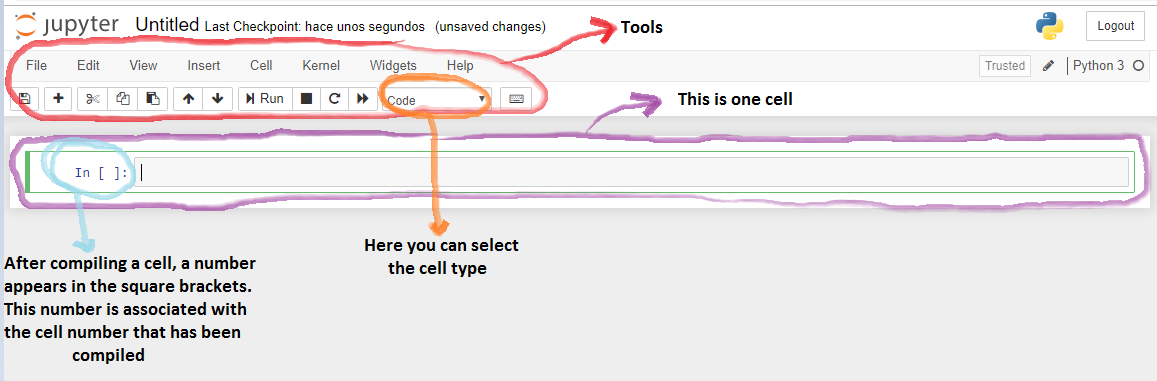 jupyter Untitled Last Checkpoint: hace unos segundos (unsaved changes)
Logout
Tools
File Edit View Insert Cell Kernel Widgets Help
Trusted Python 3
Run Code
This is one cell
In [ ]:
Here you can select
the cell type
After compiling a cell, a number
appears in the square brackets.
This number is associated with
the cell number that has been
compiled